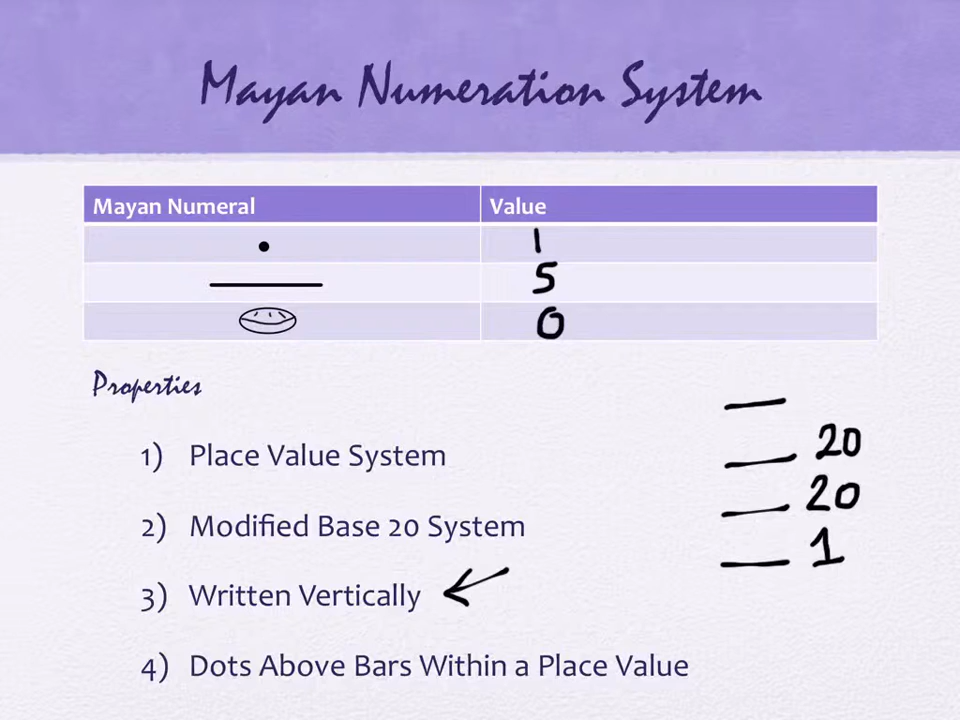 Mayan Numeration System
Mayan Numeral Value
1
5
0
Properties
1) Place Value System
2) Modified Base 20 System
3) Written Vertically
4) Dots Above Bars Within a Place Value
20
20
1